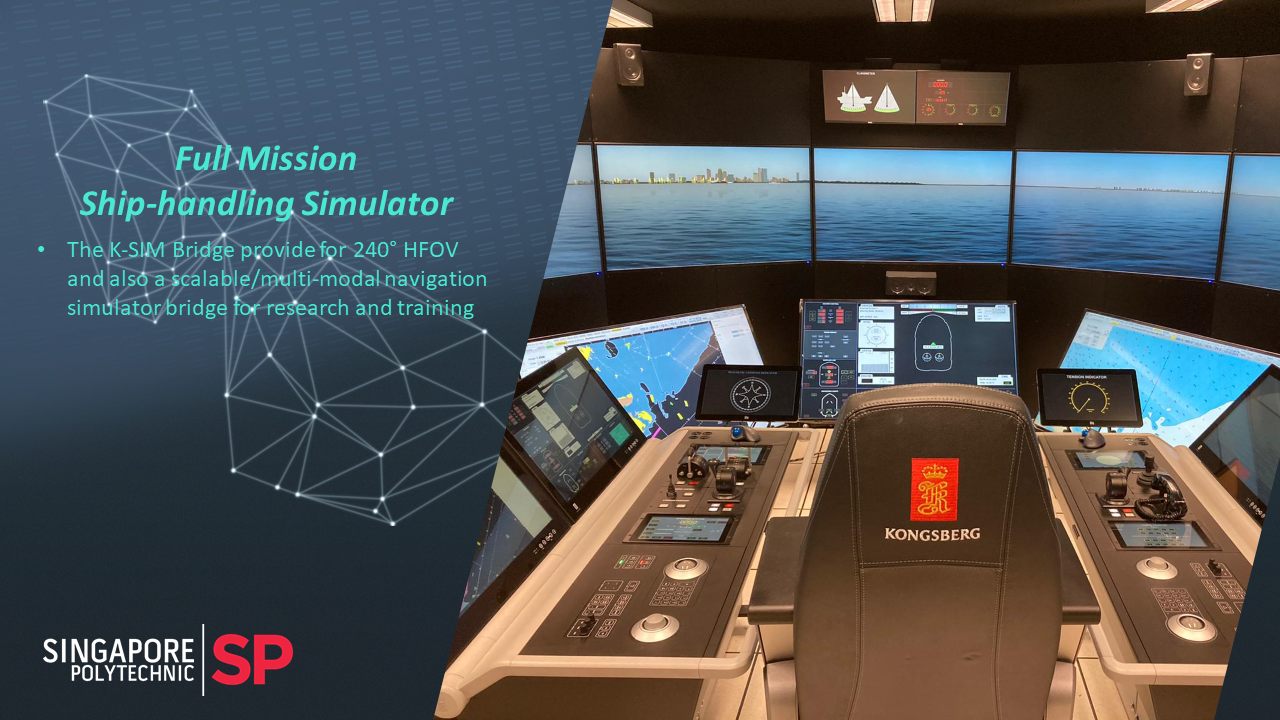 Full Mission
Ship-handling Simulator
• The K-SIM Bridge provide for 240° HFOV
and also a scalable/multi-modal navigation
simulator bridge for research and training
TENSION INDICATOR
KONGSBERG
SINGAPORE
POLYTECHNIC
SP